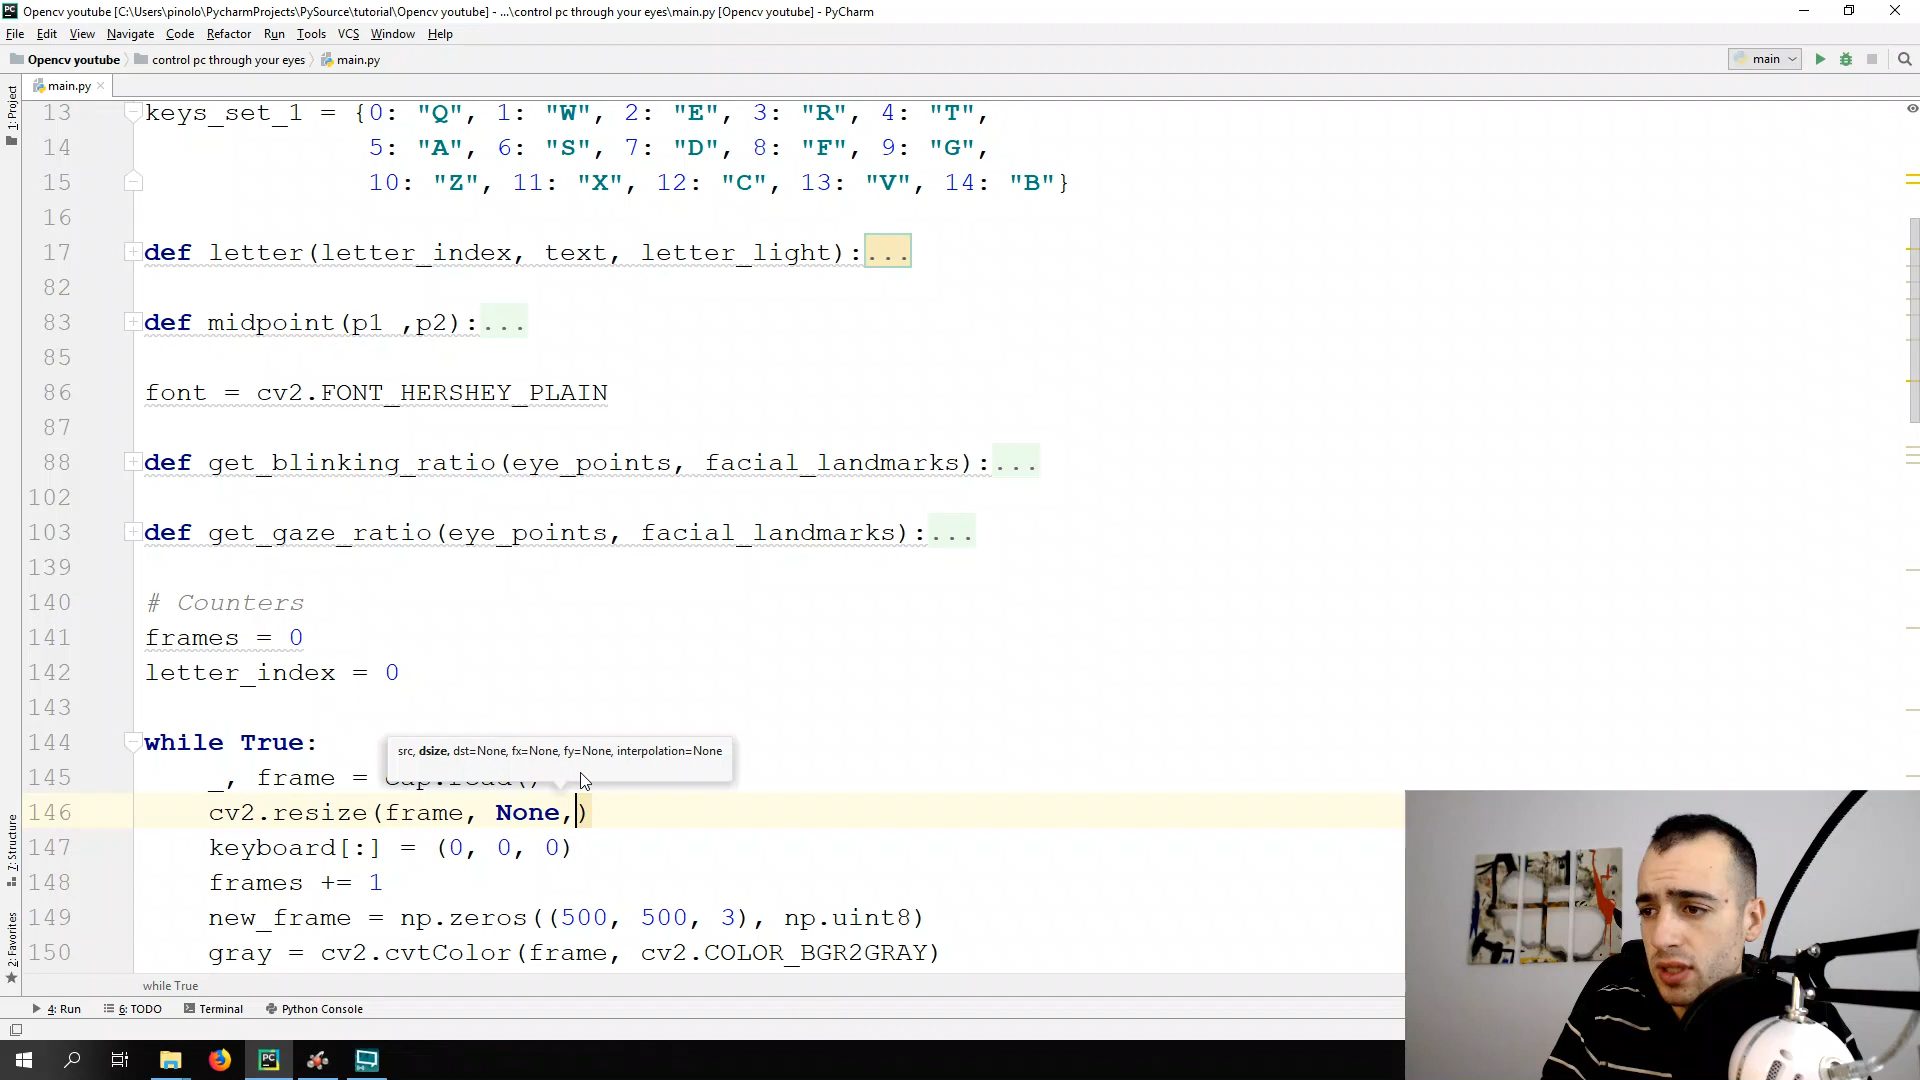 Opencv youtube [C:\Users\pinolo\PycharmProjects\PySource\tutorial\Opencv youtube] - ...\control pc through your eyes\main.py [Opencv youtube] - PyCharm
File Edit View Navigate Code Refactor Run Tools VCS Window Help
Opencv youtube control pc through your eyes main.py main
main.py
1: Project
13 keys_set_1 = {0: "Q", 1: "W", 2: "E", 3: "R", 4: "T",
14 5: "A", 6: "S", 7: "D", 8: "F", 9: "G",
15 10: "Z", 11: "X", 12: "C", 13: "V", 14: "B"}
16
17 def letter(letter_index, text, letter_light):...
82
83 def midpoint(p1 ,p2):...
85
86 font = cv2.FONT_HERSHEY_PLAIN
87
88 def get_blinking_ratio(eye_points, facial_landmarks):...
102
103 def get_gaze_ratio(eye_points, facial_landmarks):...
139
140 # Counters
141 frames = 0
142 letter_index = 0
143
144 while True:
src, dsize, dst=None, fx=None, fy=None, interpolation=None
145 _, frame = cap.read()
146 cv2.resize(frame, None,)
147 keyboard[:] = (0, 0, 0)
148 frames += 1
149 new_frame = np.zeros((500, 500, 3), np.uint8)
150 gray = cv2.cvtColor(frame, cv2.COLOR_BGR2GRAY)
7: Structure
2: Favorites
while True
4: Run 6: TODO Terminal Python Console